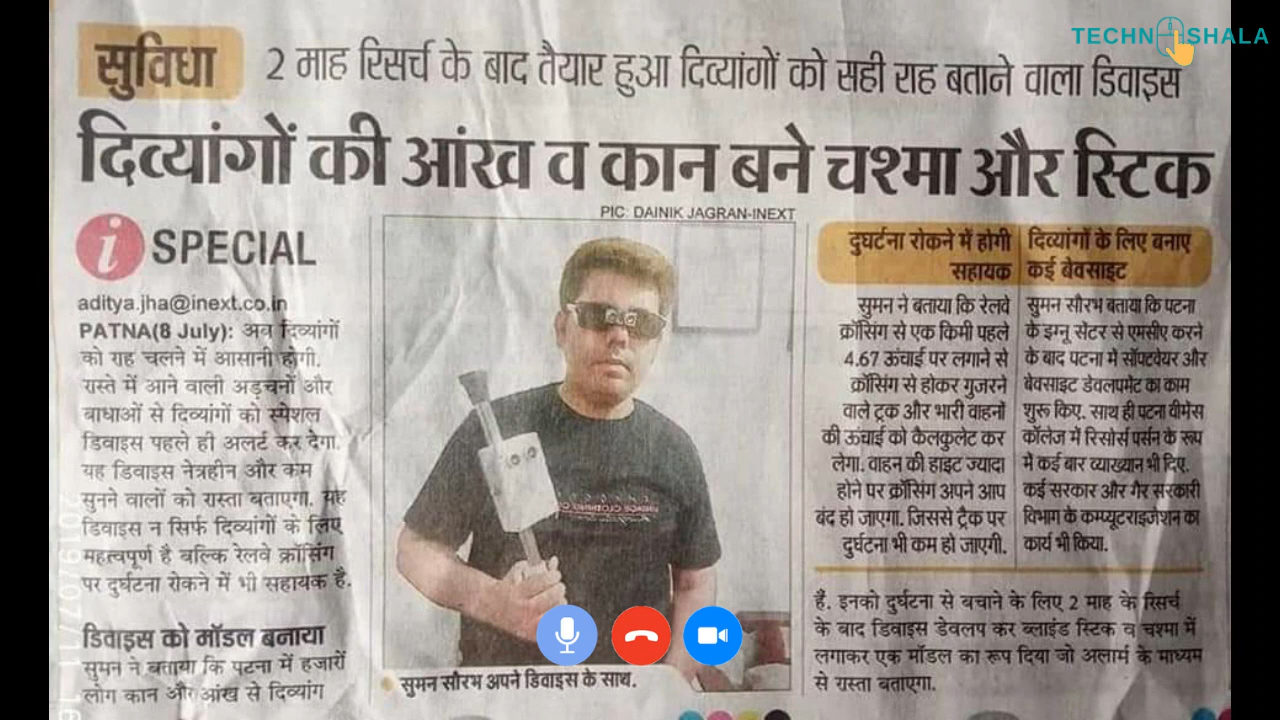 TECHNOSHALA
सुविधा
2 माह रिसर्च के बाद तैयार हुआ दिव्यांगों को सही राह बताने वाला डिवाइस
दिव्यांगों की आंख व कान बने चश्मा और स्टिक
i SPECIAL
aditya.jha@inext.co.in
PATNA(8 July): अब दिव्यांगों
को राह चलने में आसानी होगी.
रास्ते में आने वाली अड़चनों और
बाधाओं से दिव्यांगों को स्पेशल
डिवाइस पहले ही अलर्ट कर देगा.
यह डिवाइस नेत्रहीन और कम
सुनने वालों को रास्ता बताएगा. यह
डिवाइस न सिर्फ दिव्यांगों के लिए
महत्वपूर्ण है बल्कि रेलवे क्रॉसिंग
पर दुर्घटना रोकने में भी सहायक है.
डिवाइस को मॉडल बनाया
सुमन ने बताया कि पटना में हजारों
लोग कान और आंख से दिव्यांग
PIC: DAINIK JAGRAN-INEXT
सुमन सौरभ अपने डिवाइस के साथ.
दुघर्टना रोकने में होगी
सहायक
सुमन ने बताया कि रेलवे
क्रॉसिंग से एक किमी पहले
4.67 ऊंचाई पर लगाने से
क्रॉसिंग से होकर गुजरने
वाले ट्रक और भारी वाहनों
की ऊंचाई को कैलकुलेट कर
लेगा. वाहन की हाइट ज्यादा
होने पर क्रॉसिंग अपने आप
बंद हो जाएगा. जिससे ट्रैक पर
दुर्घटना भी कम हो जाएगी.
दिव्यांगों के लिए बनाए
कई बेवसाइट
सुमन सौरभ बताया कि पटना
के इग्नू सेंटर से एमसीए करने
के बाद पटना में सॉफ्टवेयर और
बेवसाइट डेवलपमेंट का काम
शुरू किए. साथ ही पटना वीमेंस
कॉलेज में रिसोर्स पर्सन के रूप
में कई बार व्याख्यान भी दिए.
कई सरकार और गैर सरकारी
विभाग के कम्प्यूटराइजेशन का
कार्य भी किया.
हैं. इनको दुर्घटना से बचाने के लिए 2 माह के रिसर्च
के बाद डिवाइस डेवलप कर ब्लाइंड स्टिक व चश्मे में
लगाकर एक मॉडल का रूप दिया जो अलार्म के माध्यम
से रास्ता बताएगा.